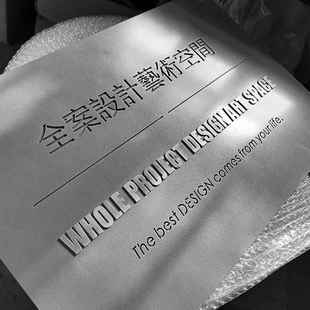 全案設計藝術空間
WHOLE PROJECT DESIGN ART SPACE
The best DESIGN comes from your life.